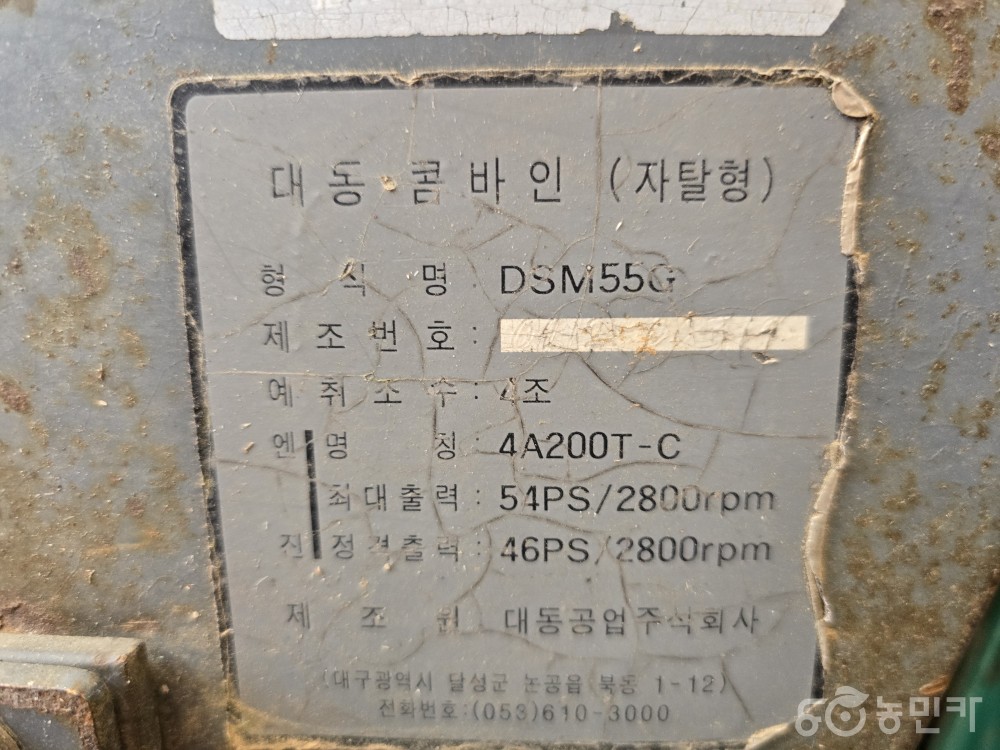 대동 콤바인 (자탈형)
형식명: DSM55G
제조번호:
예취조수: 4조
엔진
명칭: 4A200T-C
최대출력: 54PS/2800rpm
정격출력: 46PS/2800rpm
제조원: 대동공업주식회사
(대구광역시 달성군 논공읍 북동 1-12)
전화번호:(053)610-3000
농민카